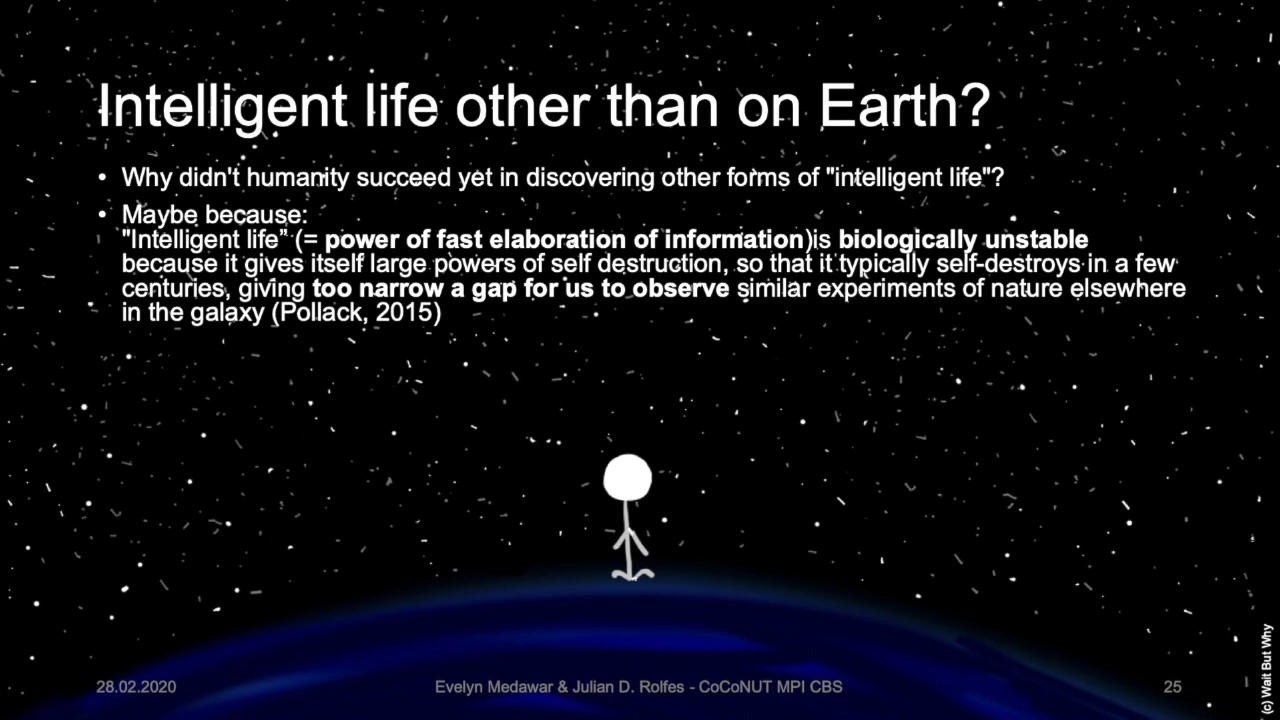 Intelligent life other than on Earth?
• Why didn't humanity succeed yet in discovering other forms of "intelligent life"?
• Maybe because:
"Intelligent life” (= power of fast elaboration of information)is biologically unstable
because it gives itself large powers of self destruction, so that it typically self-destroys in a few
centuries, giving too narrow a gap for us to observe similar experiments of nature elsewhere
in the galaxy (Pollack, 2015)
28.02.2020
Evelyn Medawar & Julian D. Rolfes - CoCoNUT MPI CBS
25
(c) Wait But Why